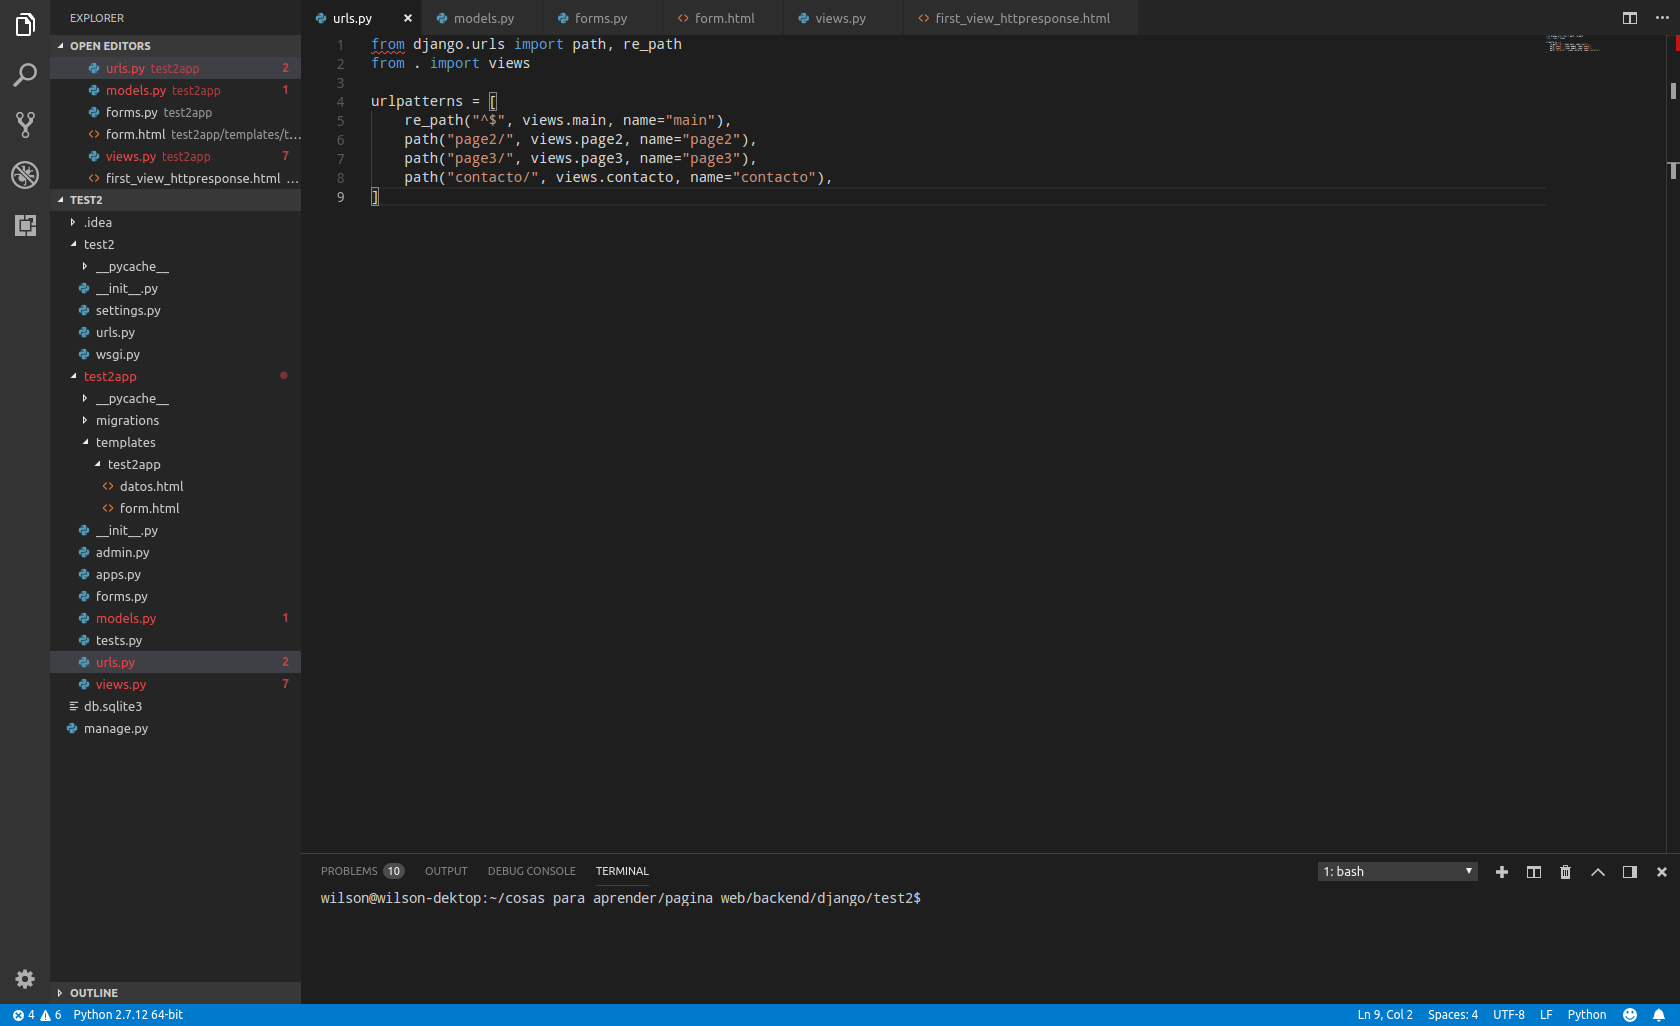 EXPLORER
OPEN EDITORS
urls.py test2app 2
models.py test2app 1
forms.py test2app
form.html test2app/templates/t...
views.py test2app 7
first_view_httpresponse.html ...
TEST2
.idea
test2
__pycache__
__init__.py
settings.py
urls.py
wsgi.py
test2app
__pycache__
migrations
templates
test2app
datos.html
form.html
__init__.py
admin.py
apps.py
forms.py
models.py 1
tests.py
urls.py 2
views.py 7
db.sqlite3
manage.py
OUTLINE
urls.py models.py forms.py form.html views.py first_view_httpresponse.html
1 from django.urls import path, re_path
2 from . import views
3
4 urlpatterns = [
5     re_path("^$", views.main, name="main"),
6     path("page2/", views.page2, name="page2"),
7     path("page3/", views.page3, name="page3"),
8     path("contacto/", views.contacto, name="contacto"),
9 ]
PROBLEMS 10 OUTPUT DEBUG CONSOLE TERMINAL 1: bash
wilson@wilson-dektop:~/cosas para aprender/pagina web/backend/django/test2$
4 6 Python 2.7.12 64-bit Ln 9, Col 2 Spaces: 4 UTF-8 LF Python